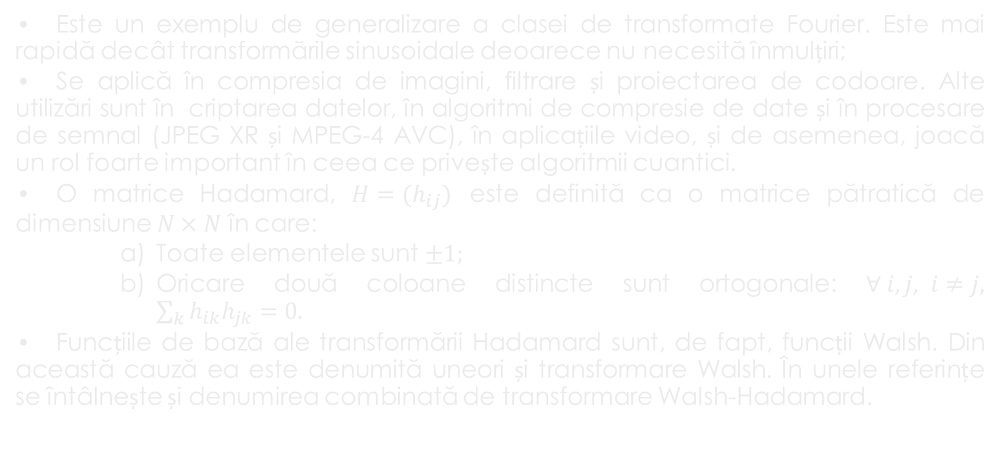 • Este un exemplu de generalizare a clasei de transformate Fourier. Este mai
rapidă decât transformările sinusoidale deoarece nu necesită înmulțiri;
• Se aplică în compresia de imagini, filtrare și proiectarea de codoare. Alte
utilizări sunt în criptarea datelor, în algoritmi de compresie de date și în procesare
de semnal (JPEG XR și MPEG-4 AVC), în aplicațiile video, și de asemenea, joacă
un rol foarte important în ceea ce privește algoritmii cuantici.
• O matrice Hadamard, H = (h_{ij}) este definită ca o matrice pătratică de
dimensiune N × N în care:
a) Toate elementele sunt ±1;
b) Oricare două coloane distincte sunt ortogonale: ∀ i, j, i ≠ j,
∑_k h_{ik} h_{jk} = 0.
• Funcțiile de bază ale transformării Hadamard sunt, de fapt, funcții Walsh. Din
această cauză ea este denumită uneori și transformare Walsh. În unele referințe
se întâlnește și denumirea combinată de transformare Walsh-Hadamard.